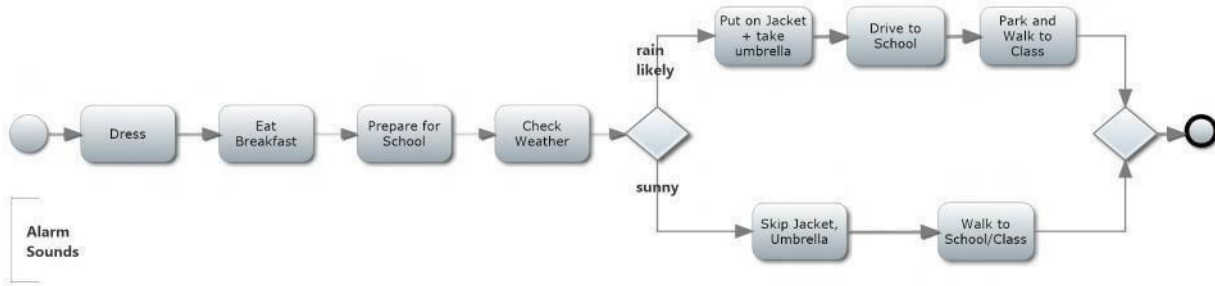 Dress
Eat
Breakfast
Prepare for
School
Check
Weather
rain
likely
Put on Jacket
+ take
umbrella
Drive to
School
Park and
Walk to
Class
sunny
Skip Jacket,
Umbrella
Walk to
School/Class
Alarm
Sounds